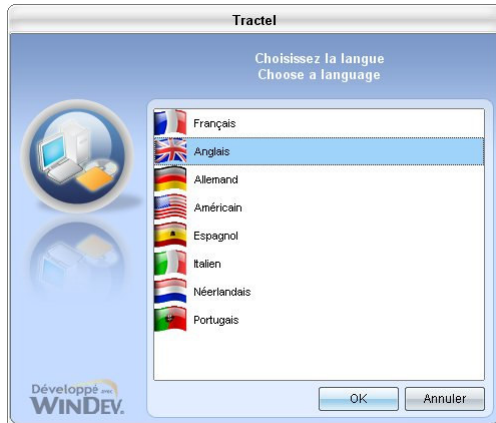 Tractel
Choisissez la langue
Choose a language
Français
Anglais
Allemand
Américain
Espagnol
Italien
Néerlandais
Portugais
Développé avec
WINDEV.
OK Annuler